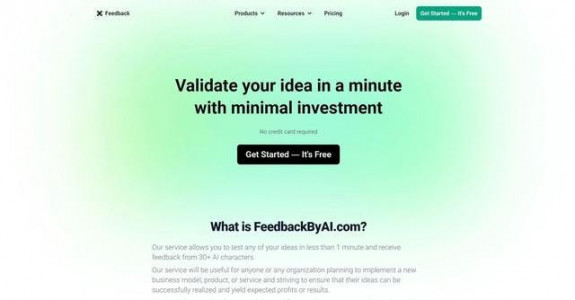 Feedback
Products
Resources
Pricing
Login
Get Started — It's Free
Validate your idea in a minute
with minimal investment
No credit card required
Get Started — It's Free
What is FeedbackByAI.com?
Our service allows you to test any of your ideas in less than 1 minute and receive
feedback from 30+ AI characters.
Our service will be useful for anyone or any organization planning to implement a new
business model, product, or service and striving to ensure that their ideas can be
successfully realized and yield expected profits or results.